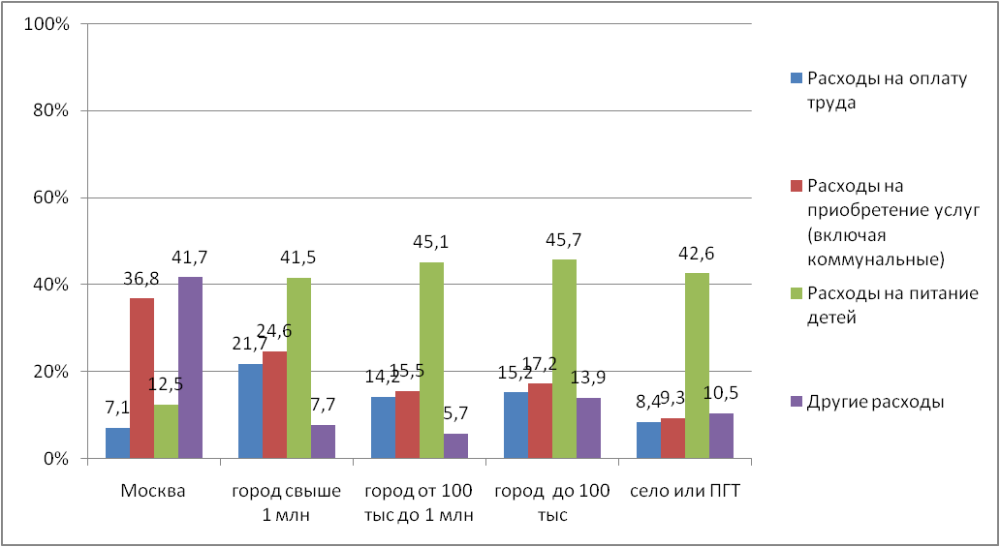 100%
80%
60%
40%
20%
0%
7,1
36,8
12,5
41,7
21,7
24,6
41,5
7,7
14,2
15,5
45,1
5,7
15,2
17,2
45,7
13,9
8,4
9,3
42,6
10,5
Москва
город свыше
1 млн
город от 100
тыс до 1 млн
город до 100
тыс
село или ПГТ
Расходы на оплату
труда
Расходы на
приобретение услуг
(включая
коммунальные)
Расходы на питание
детей
Другие расходы